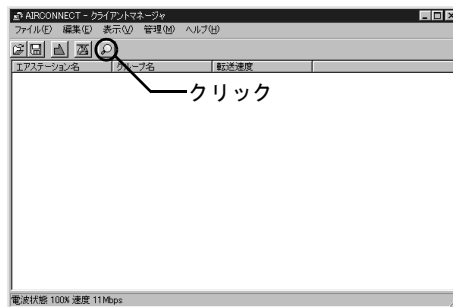 AIRCONNECT - クライアントマネージャ
ファイル(F) 編集(E) 表示(V) 管理(M) ヘルプ(H)
エアステーション名 グループ名 転送速度
クリック
電波状態 100% 速度 11Mbps